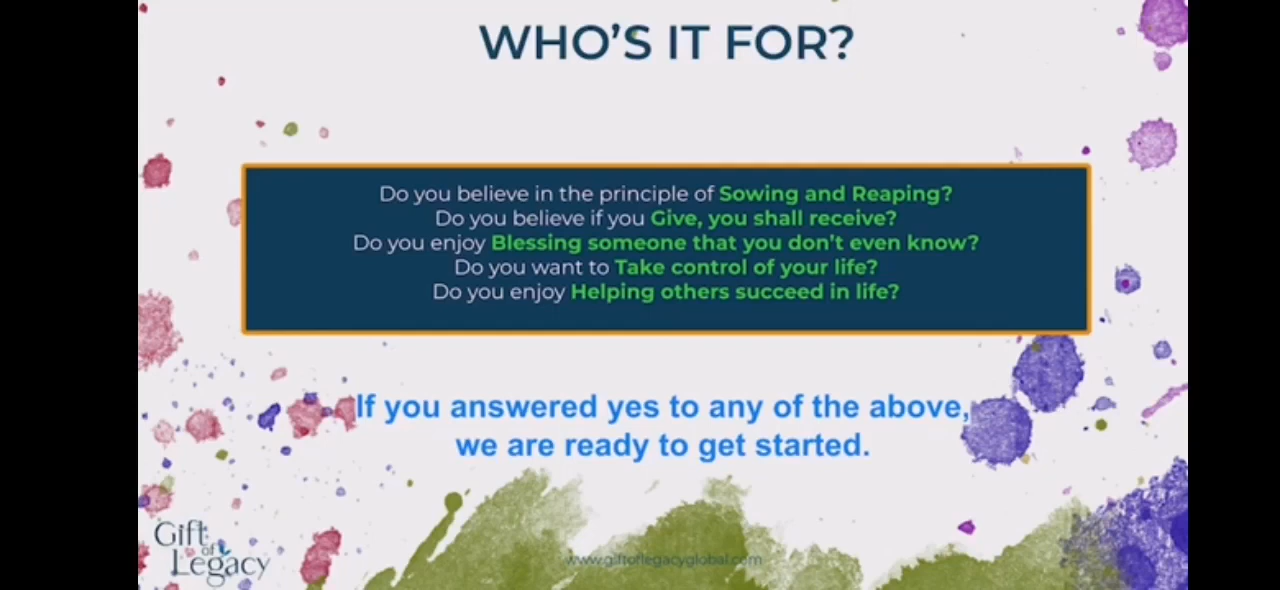 WHO'S IT FOR?
Do you believe in the principle of Sowing and Reaping?
Do you believe if you Give, you shall receive?
Do you enjoy Blessing someone that you don't even know?
Do you want to Take control of your life?
Do you enjoy Helping others succeed in life?
If you answered yes to any of the above,
we are ready to get started.
Gift
of
Legacy
www.giftoflegacyglobal.com